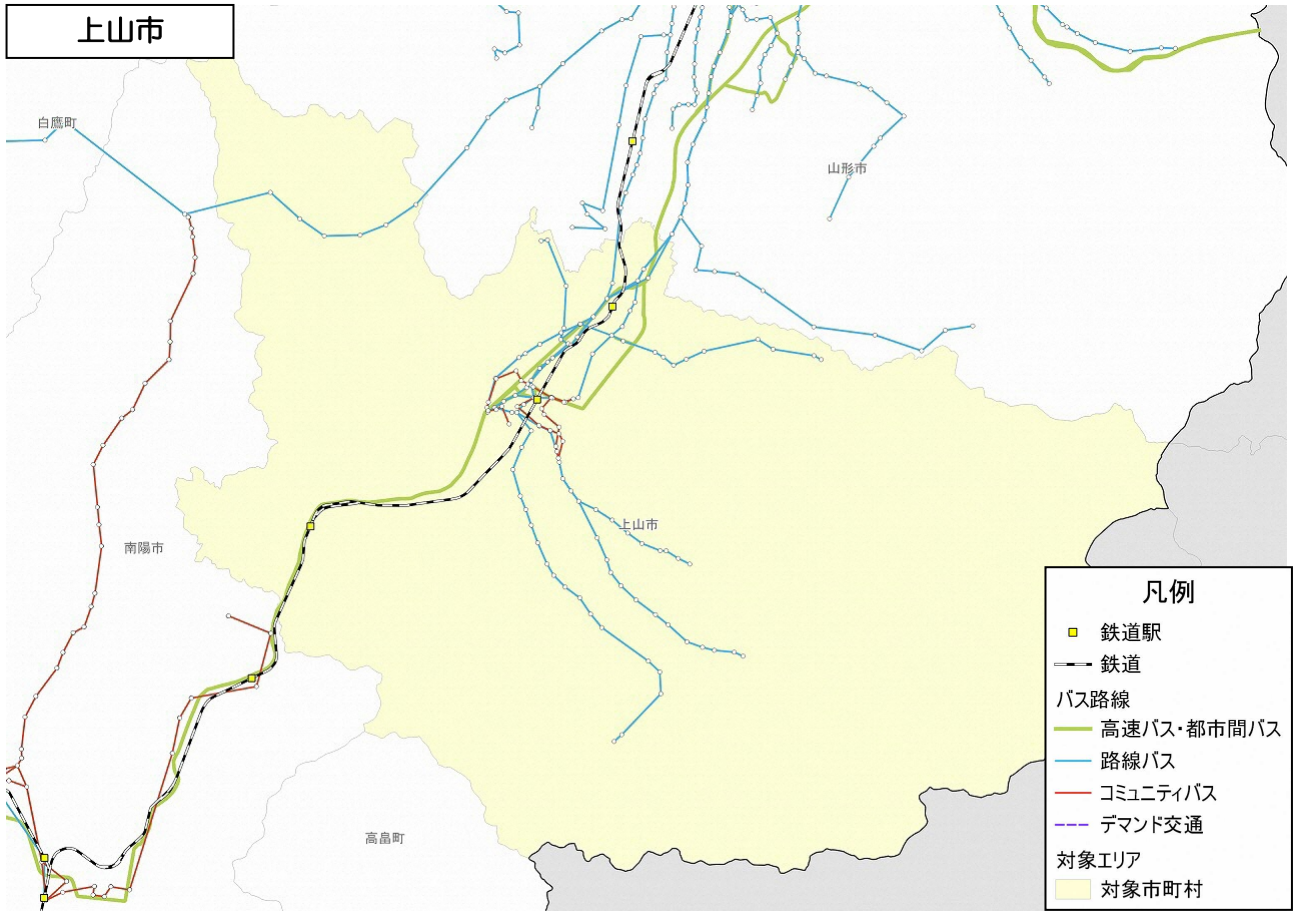 上山市
白鷹町
山形市
上山市
南陽市
高畠町
凡例
鉄道駅
鉄道
バス路線
高速バス・都市間バス
路線バス
コミュニティバス
デマンド交通
対象エリア
対象市町村